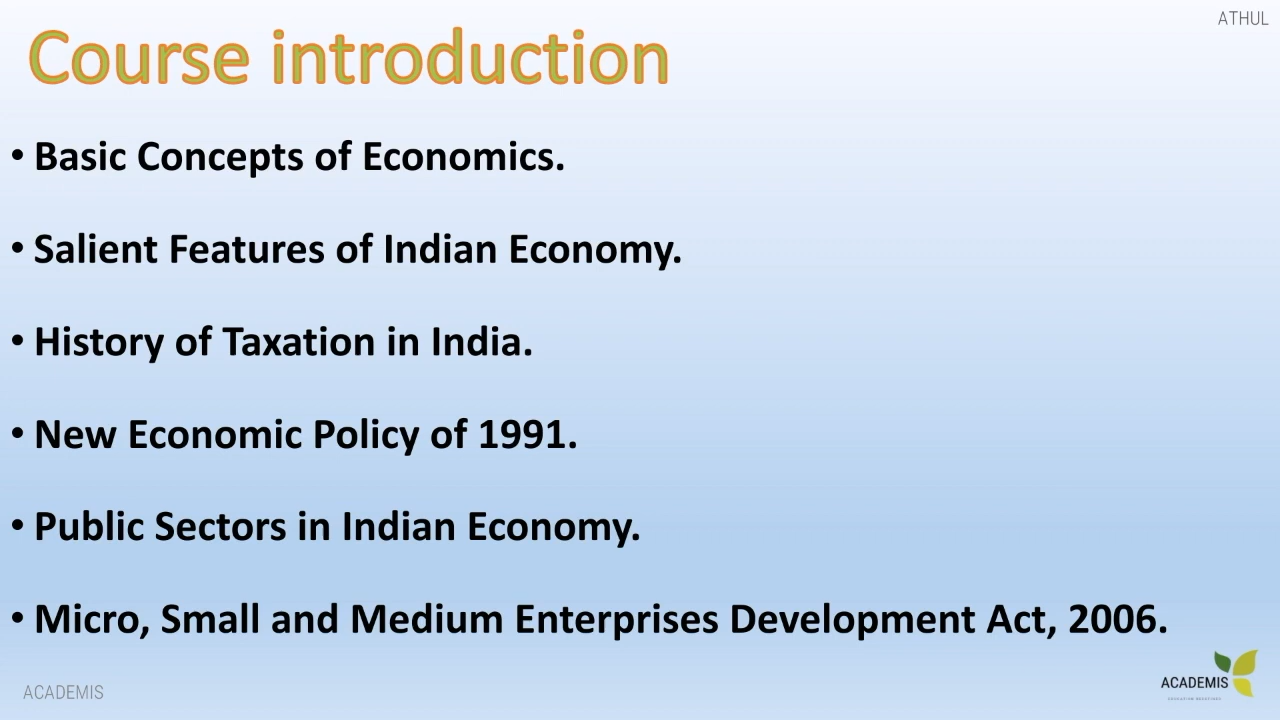 ATHUL
Course introduction
• Basic Concepts of Economics.
• Salient Features of Indian Economy.
• History of Taxation in India.
• New Economic Policy of 1991.
• Public Sectors in Indian Economy.
• Micro, Small and Medium Enterprises Development Act, 2006.
ACADEMIS
ACADEMIS